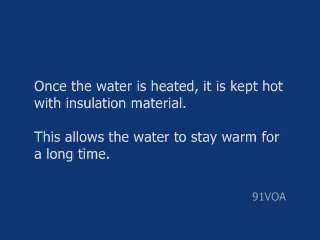 Once the water is heated, it is kept hot
with insulation material.
This allows the water to stay warm for
a long time.
91VOA